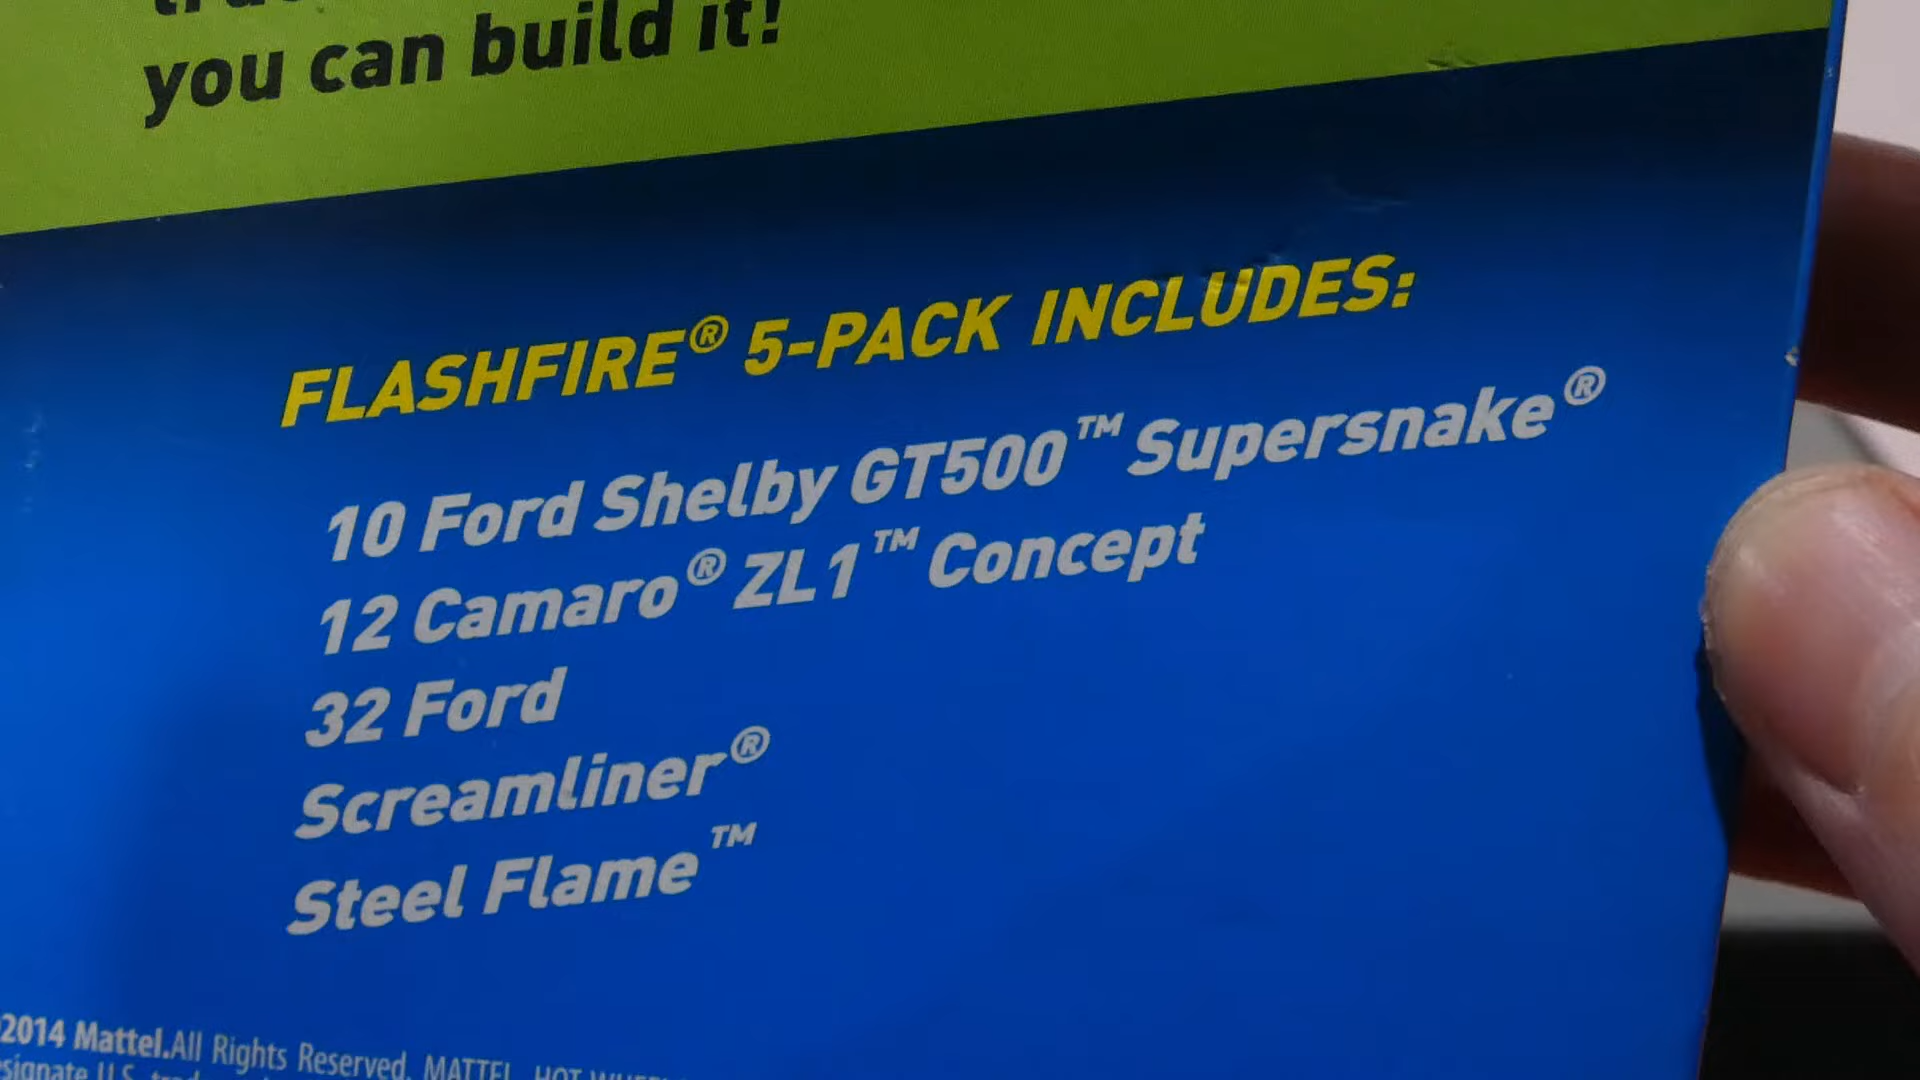 you can build it!
FLASHFIRE® 5-PACK INCLUDES:
10 Ford Shelby GT500™ Supersnake®
12 Camaro® ZL1™ Concept
32 Ford
Screamliner®
Steel Flame™
2014 Mattel.All Rights Reserved. MATTEL, HOT
U.S.